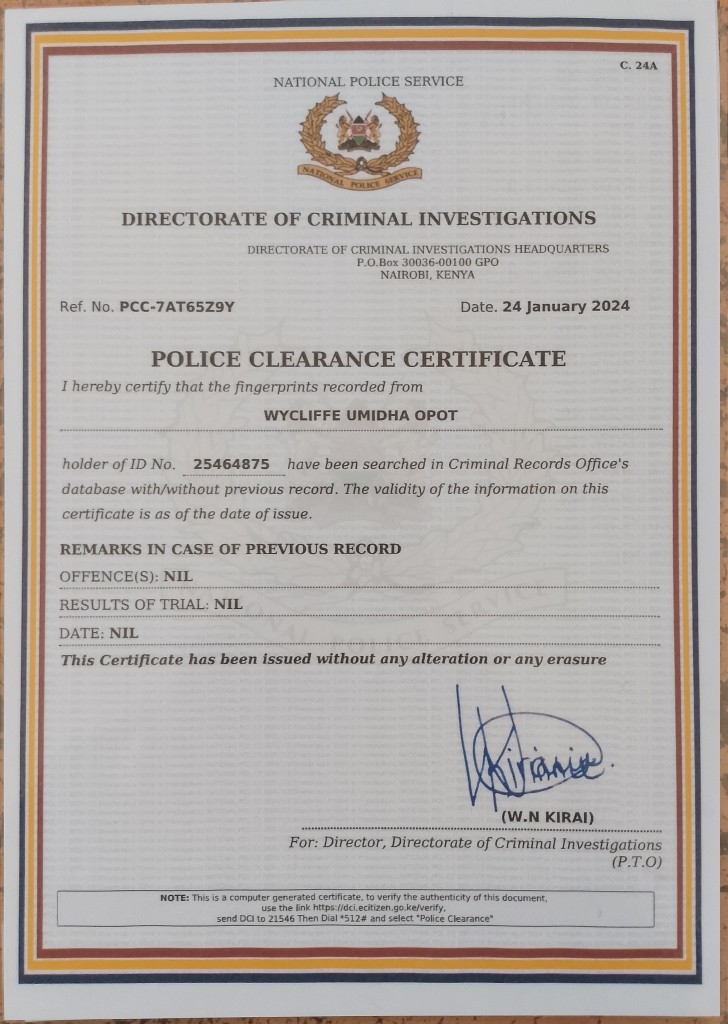 C. 24A
NATIONAL POLICE SERVICE
NATIONAL POLICE SERVICE
DIRECTORATE OF CRIMINAL INVESTIGATIONS
DIRECTORATE OF CRIMINAL INVESTIGATIONS HEADQUARTERS
P.O.Box 30036-00100 GPO
NAIROBI, KENYA
Ref. No. PCC-7AT65Z9Y Date. 24 January 2024
POLICE CLEARANCE CERTIFICATE
I hereby certify that the fingerprints recorded from
WYCLIFFE UMIDHA OPOT
holder of ID No. 25464875 have been searched in Criminal Records Office's
database with/without previous record. The validity of the information on this
certificate is as of the date of issue.
REMARKS IN CASE OF PREVIOUS RECORD
OFFENCE(S): NIL
RESULTS OF TRIAL: NIL
DATE: NIL
This Certificate has been issued without any alteration or any erasure
(W.N KIRAI)
For: Director, Directorate of Criminal Investigations
(P.T.O)
NOTE: This is a computer generated certificate, to verify the authenticity of this document,
use the link https://dci.ecitizen.go.ke/verify,
send DCI to 21546 Then Dial *512# and select "Police Clearance"